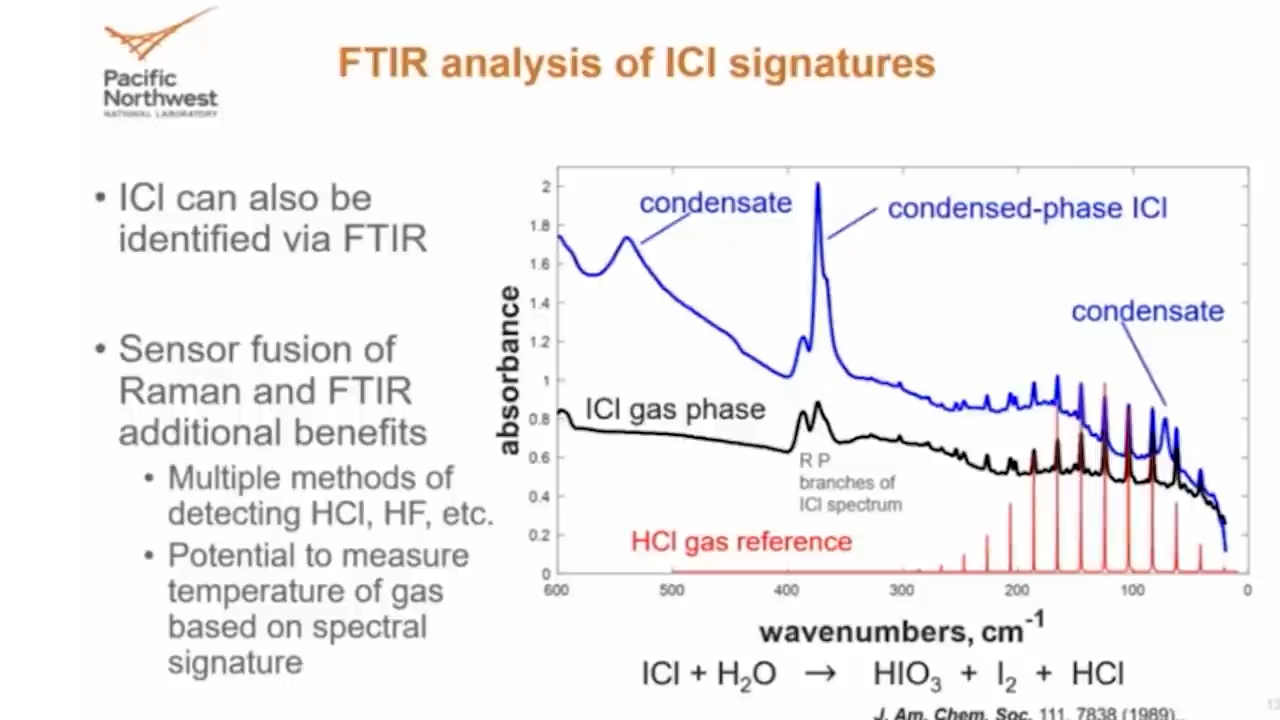 Pacific
Northwest
NATIONAL LABORATORY
FTIR analysis of ICl signatures
• ICl can also be
identified via FTIR
• Sensor fusion of
Raman and FTIR
additional benefits
• Multiple methods of
detecting HCl, HF, etc.
• Potential to measure
temperature of gas
based on spectral
signature
absorbance
2
1.8
1.6
1.4
1.2
1
0.8
0.6
0.4
0.2
0
condensate
condensed-phase ICl
condensate
ICl gas phase
R P
branches of
ICl spectrum
HCl gas reference
600 500 400 300 200 100 0
wavenumbers, cm⁻¹
ICl + H₂O → HIO₃ + I₂ + HCl
J. Am. Chem. Soc. 111, 7838 (1989).
13